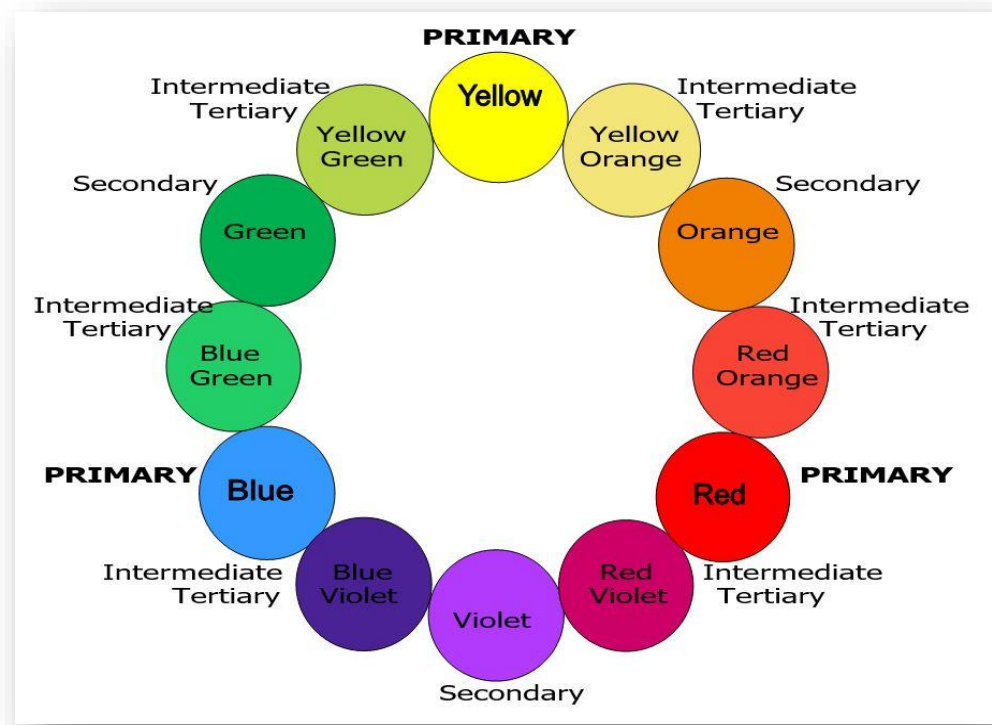 PRIMARY
Yellow
Intermediate
Tertiary
Yellow
Orange
Secondary
Orange
Intermediate
Tertiary
Red
Orange
PRIMARY
Red
Intermediate
Tertiary
Red
Violet
Secondary
Violet
Intermediate
Tertiary
Blue
Violet
PRIMARY
Blue
Intermediate
Tertiary
Blue
Green
Secondary
Green
Intermediate
Tertiary
Yellow
Green